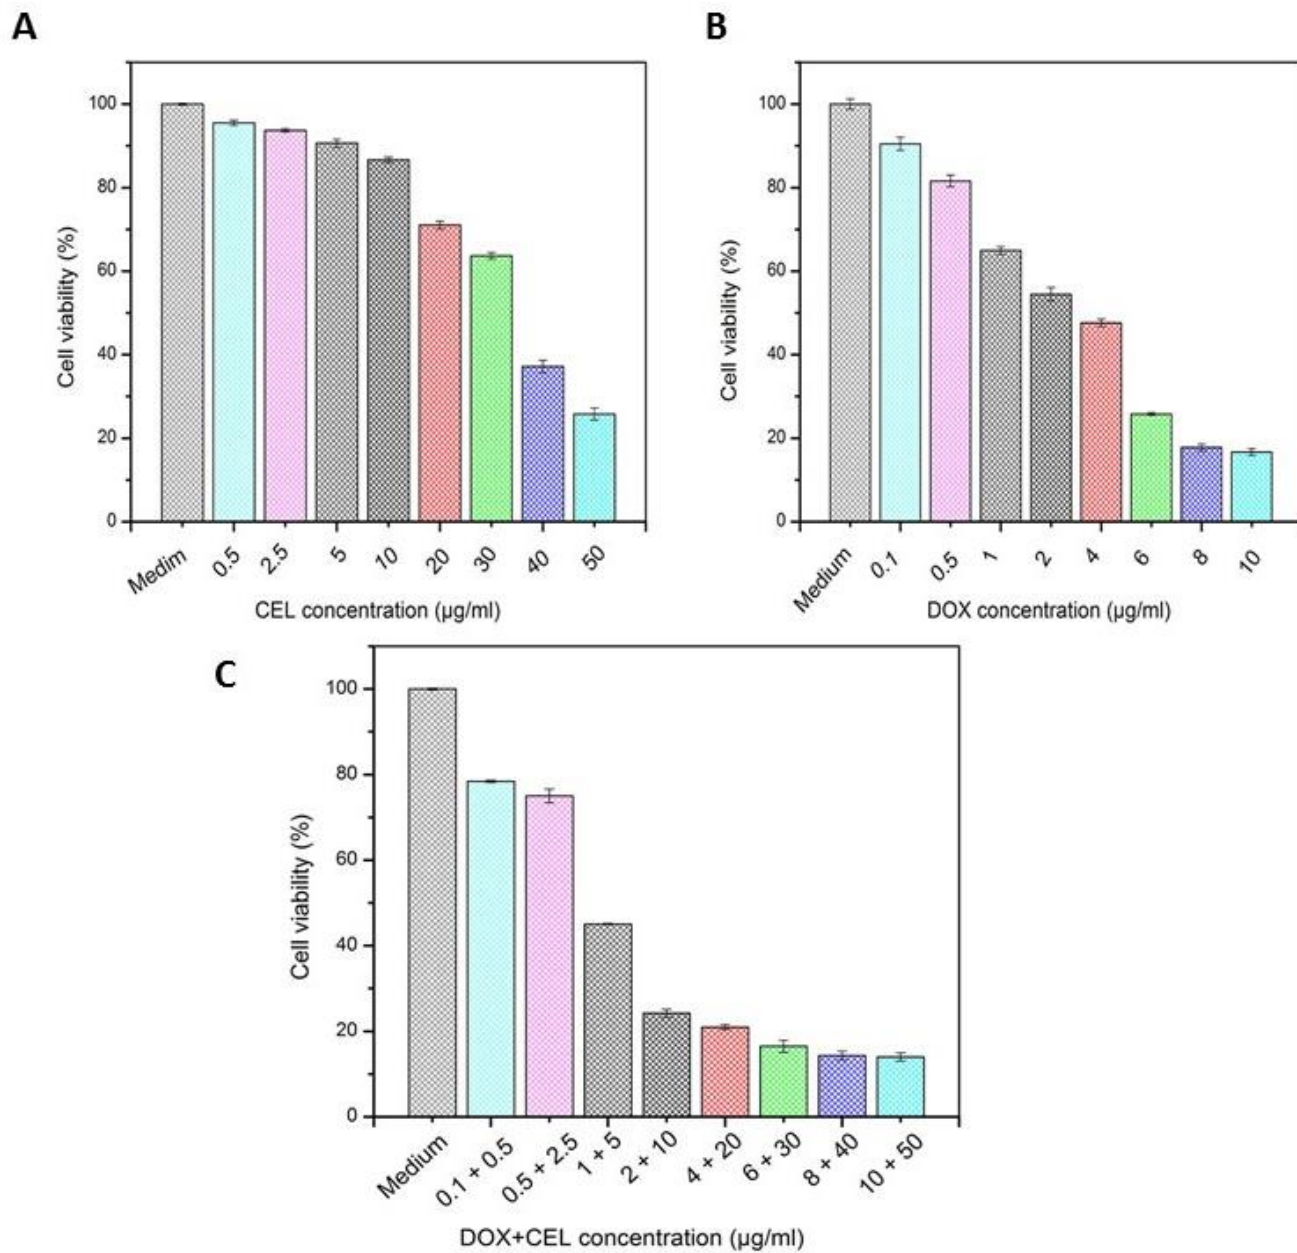 A
Cell viability (%)
100
80
60
40
20
0
Medim 0.5 2.5 5 10 20 30 40 50
CEL concentration (µg/ml)
B
Cell viability (%)
100
80
60
40
20
0
Medium 0.1 0.5 1 2 4 6 8 10
DOX concentration (µg/ml)
C
Cell viability (%)
100
80
60
40
20
0
Medium 0.1 + 0.5 0.5 + 2.5 1 + 5 2 + 10 4 + 20 6 + 30 8 + 40 10 + 50
DOX+CEL concentration (µg/ml)